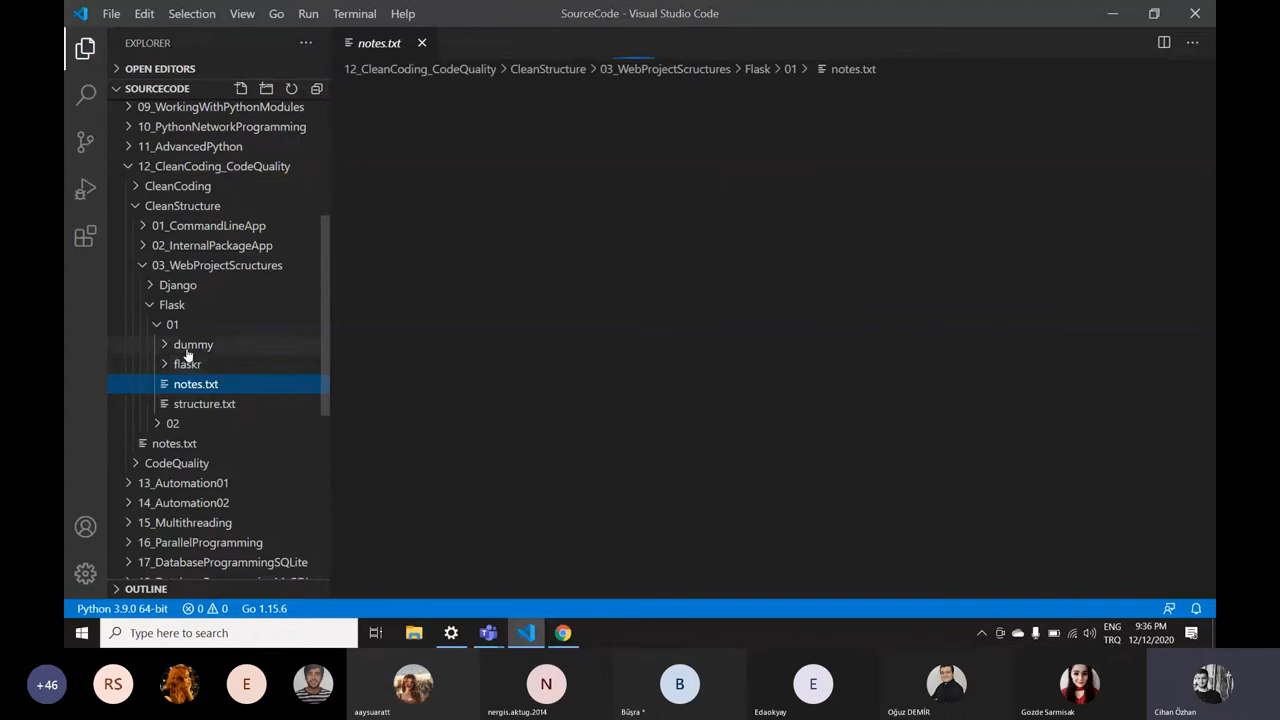 File Edit Selection View Go Run Terminal Help
SourceCode - Visual Studio Code
EXPLORER
notes.txt
OPEN EDITORS
12_CleanCoding_CodeQuality > CleanStructure > 03_WebProjectScructures > Flask > 01 > notes.txt
SOURCECODE
09_WorkingWithPythonModules
10_PythonNetworkProgramming
11_AdvancedPython
12_CleanCoding_CodeQuality
CleanCoding
CleanStructure
01_CommandLineApp
02_InternalPackageApp
03_WebProjectScructures
Django
Flask
01
dummy
flaskr
notes.txt
structure.txt
02
notes.txt
CodeQuality
13_Automation01
14_Automation02
15_Multithreading
16_ParallelProgramming
17_DatabaseProgrammingSQLite
OUTLINE
Python 3.9.0 64-bit 0 0 Go 1.15.6
Type here to search
ENG
TRQ
9:36 PM
12/12/2020
+46
RS
E
N
B
E
aaysuaratt
nergis.aktug.2014
Büşra *
Edaokyay
Oğuz DEMİR
Gozde Sarmisak
Cihan Özhan